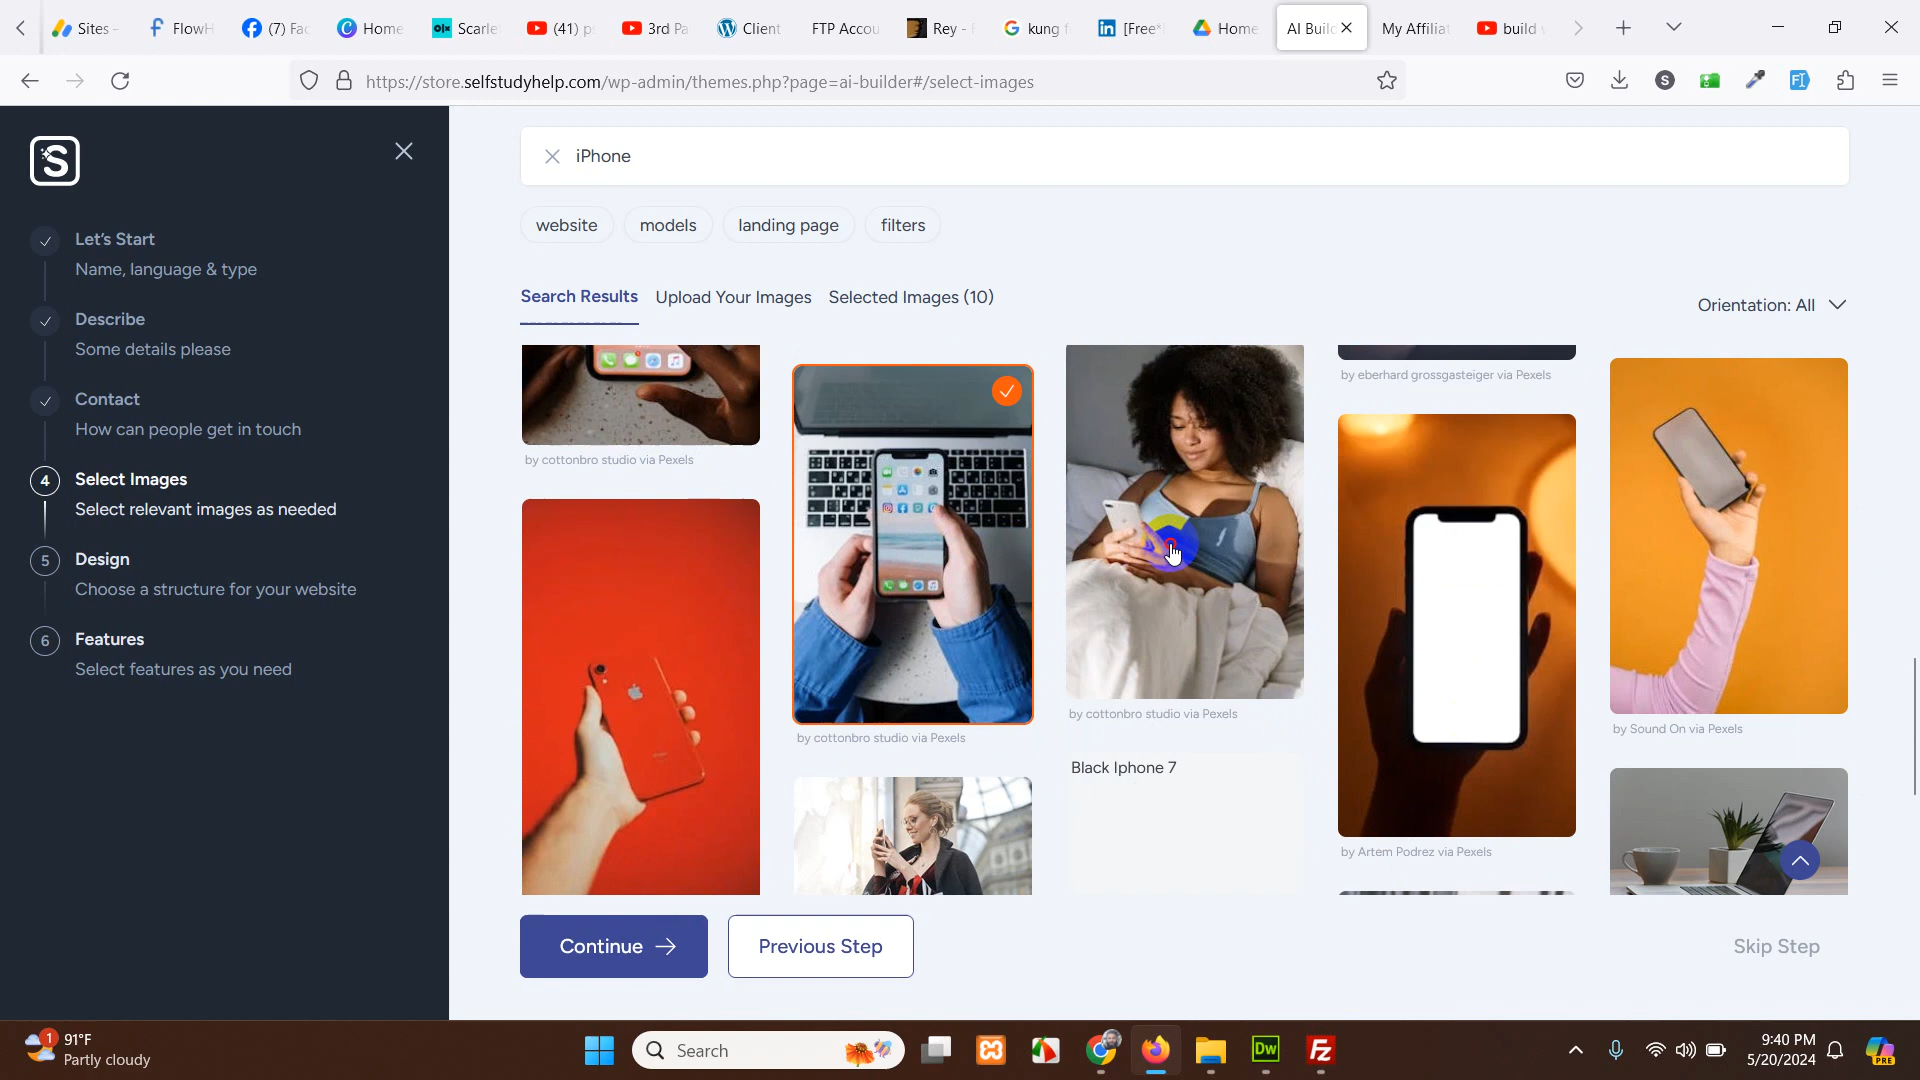 Sites -
FlowH
(7) Fac
Home
Scarle
(41) p
3rd Pa
Client
FTP Accou
Rey - F
kung f
[Free*
Home
AI Buil
My Affiliat
build v
https://store.selfstudyhelp.com/wp-admin/themes.php?page=ai-builder#/select-images
Let's Start
Name, language & type
Describe
Some details please
Contact
How can people get in touch
4
Select Images
Select relevant images as needed
5
Design
Choose a structure for your website
6
Features
Select features as you need
iPhone
website
models
landing page
filters
Search Results
Upload Your Images
Selected Images (10)
Orientation: All
by cottonbro studio via Pexels
by eberhard grossgasteiger via Pexels
by cottonbro studio via Pexels
by cottonbro studio via Pexels
by Sound On via Pexels
Black Iphone 7
by Artem Podrez via Pexels
Continue
Previous Step
Skip Step
1
91°F
Partly cloudy
Search
Dw
9:40 PM
5/20/2024
PRE